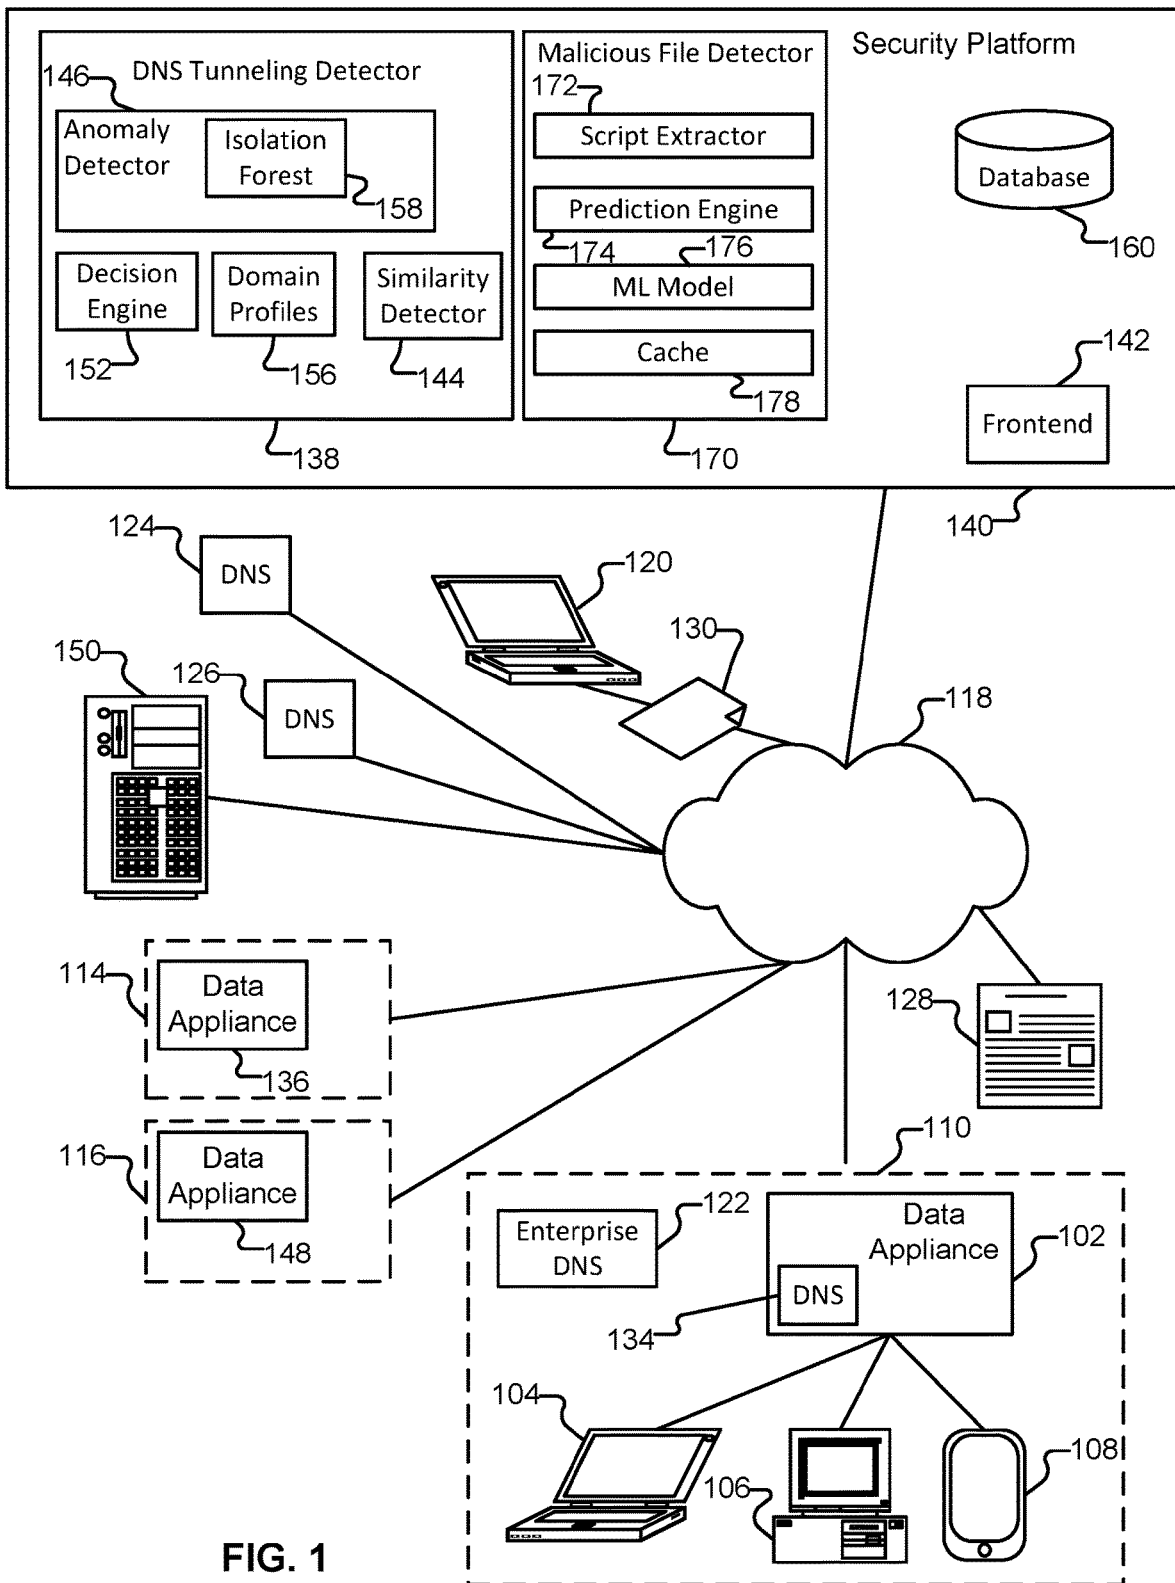 Security Platform
DNS Tunneling Detector
146
Anomaly
Detector
Isolation
Forest
158
Decision
Engine
152
Domain
Profiles
156
Similarity
Detector
144
138
Malicious File Detector
172
Script Extractor
Prediction Engine
174
176
ML Model
Cache
178
170
Database
160
142
Frontend
140
124
DNS
120
130
150
126
DNS
118
114
Data
Appliance
136
128
116
Data
Appliance
148
110
Enterprise
DNS
122
Data
Appliance
102
DNS
134
104
106
108
FIG. 1